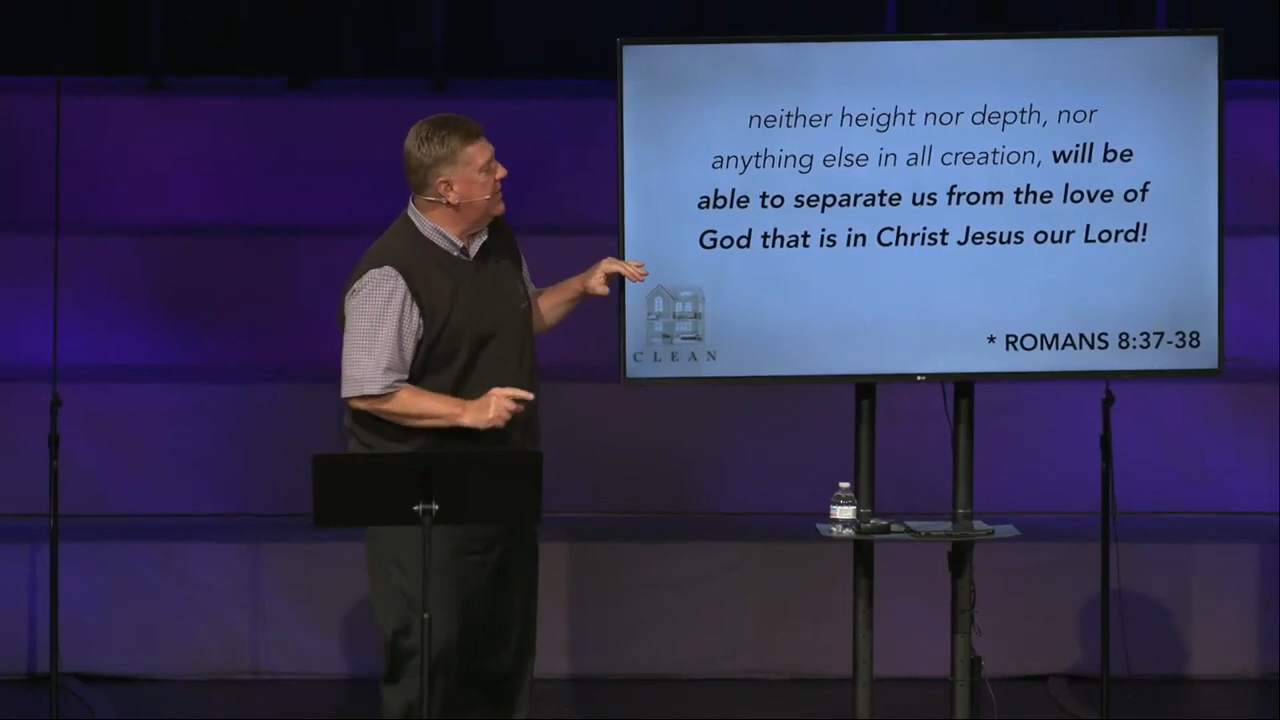 neither height nor depth, nor
anything else in all creation, will be
able to separate us from the love of
God that is in Christ Jesus our Lord!
CLEAN
* ROMANS 8:37-38
LG